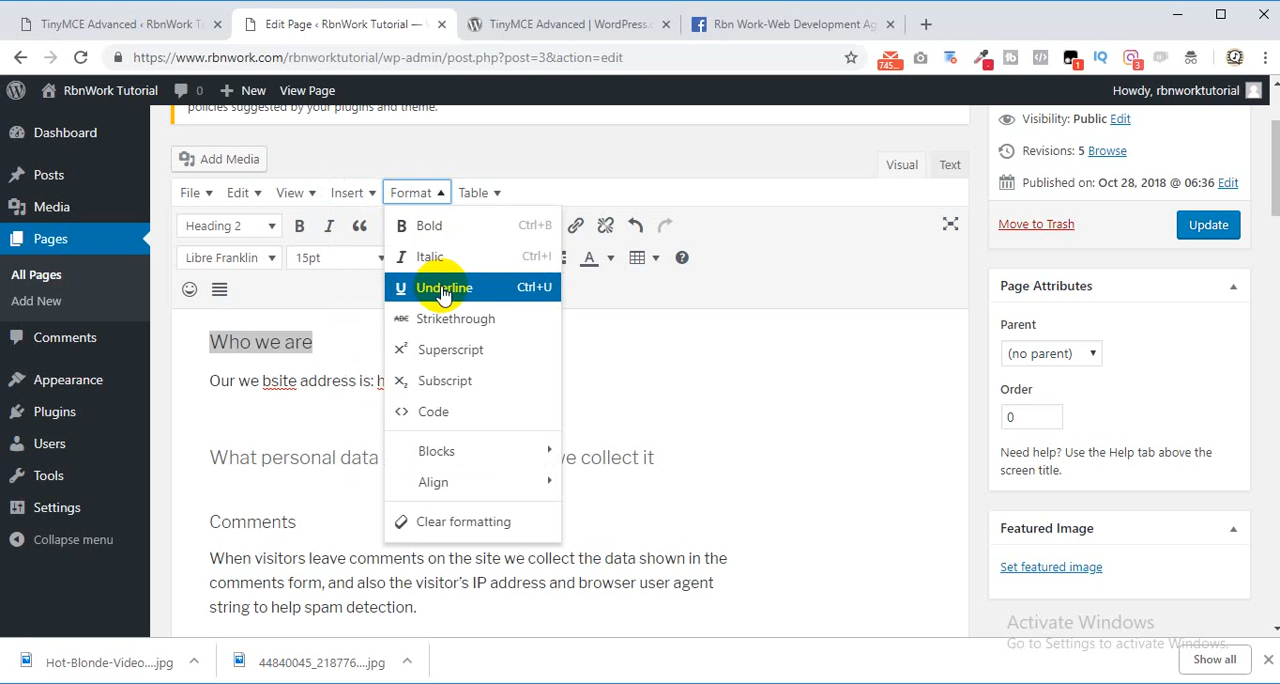 TinyMCE Advanced ‹ RbnWork T
Edit Page ‹ RbnWork Tutorial —
TinyMCE Advanced | WordPress.
Rbn Work-Web Development Ag
https://www.rbnwork.com/rbnworktutorial/wp-admin/post.php?post=3&action=edit
745...
1
IQ
3
RbnWork Tutorial
0
New
View Page
Howdy, rbnworktutorial
policies suggested by your plugins and theme.
Dashboard
Posts
Media
Pages
All Pages
Add New
Comments
Appearance
Plugins
Users
Tools
Settings
Collapse menu
Add Media
Visual
Text
File
Edit
View
Insert
Format
Table
Heading 2
B
I
Libre Franklin
15pt
A
Bold Ctrl+B
Italic Ctrl+I
Underline Ctrl+U
Strikethrough
Superscript
Subscript
Code
Blocks
Align
Clear formatting
Who we are
Our we bsite address is: h
What personal data
e collect it
Comments
When visitors leave comments on the site we collect the data shown in the
comments form, and also the visitor's IP address and browser user agent
string to help spam detection.
Visibility: Public Edit
Revisions: 5 Browse
Published on: Oct 28, 2018 @ 06:36 Edit
Move to Trash
Update
Page Attributes
Parent
(no parent)
Order
0
Need help? Use the Help tab above the
screen title.
Featured Image
Set featured image
Activate Windows
Go to Settings to activate Windows.
Hot-Blonde-Video....jpg
44840045_218776....jpg
Show all